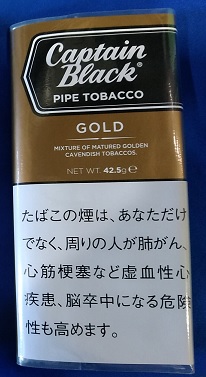 Captain
Black®
PIPE TOBACCO
GOLD
MIXTURE OF MATURED GOLDEN
CAVENDISH TOBACCOS.
NET WT. 42.5g ℮
たばこの煙は、あなただけ
でなく、周りの人が肺がん、
心筋梗塞など虚血性心
疾患、脳卒中になる危険
性も高めます。